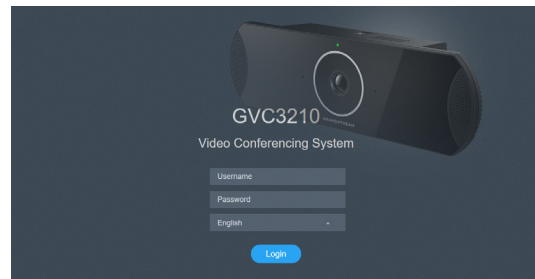 GVC3210
Video Conferencing System
Username
Password
English
Login